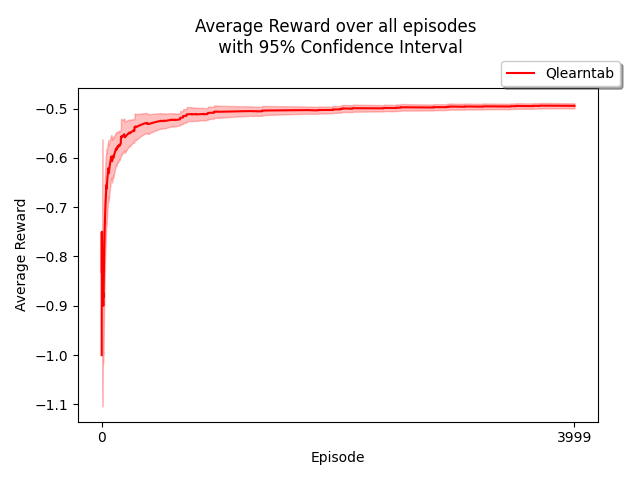 Average Reward over all episodes
with 95% Confidence Interval
Qlearntab
−0.5
−0.6
−0.7
−0.8
−0.9
−1.0
−1.1
Average Reward
0
3999
Episode